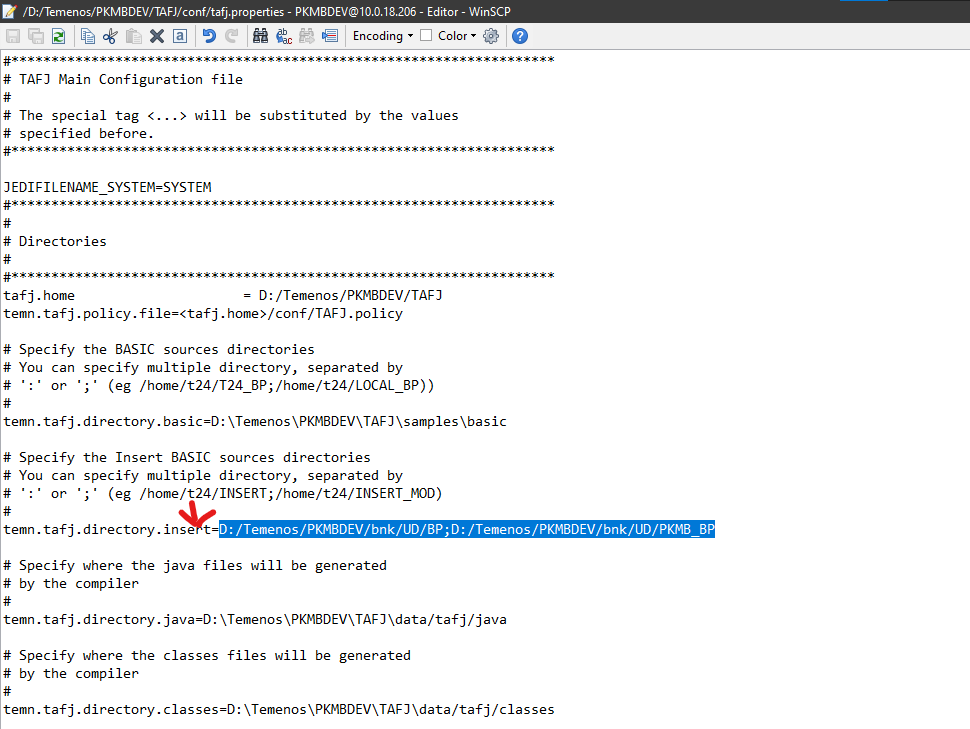 /D:/Temenos/PKMBDEV/TAFJ/conf/tafj.properties - PKMBDEV@10.0.18.206 - Editor - WinSCP
Encoding Color
#********************************************************************
# TAFJ Main Configuration file
#
# The special tag <...> will be substituted by the values
# specified before.
#********************************************************************
JEDIFILENAME_SYSTEM=SYSTEM
#********************************************************************
#
# Directories
#
#********************************************************************
tafj.home                     = D:/Temenos/PKMBDEV/TAFJ
temn.tafj.policy.file=<tafj.home>/conf/TAFJ.policy
# Specify the BASIC sources directories
# You can specify multiple directory, separated by
# ':' or ';' (eg /home/t24/T24_BP;/home/t24/LOCAL_BP))
#
temn.tafj.directory.basic=D:\Temenos\PKMBDEV\TAFJ\samples\basic
# Specify the Insert BASIC sources directories
# You can specify multiple directory, separated by
# ':' or ';' (eg /home/t24/INSERT;/home/t24/INSERT_MOD)
#
temn.tafj.directory.insert=D:/Temenos/PKMBDEV/bnk/UD/BP;D:/Temenos/PKMBDEV/bnk/UD/PKMB_BP
# Specify where the java files will be generated
# by the compiler
#
temn.tafj.directory.java=D:\Temenos\PKMBDEV\TAFJ\data/tafj/java
# Specify where the classes files will be generated
# by the compiler
#
temn.tafj.directory.classes=D:\Temenos\PKMBDEV\TAFJ\data/tafj/classes